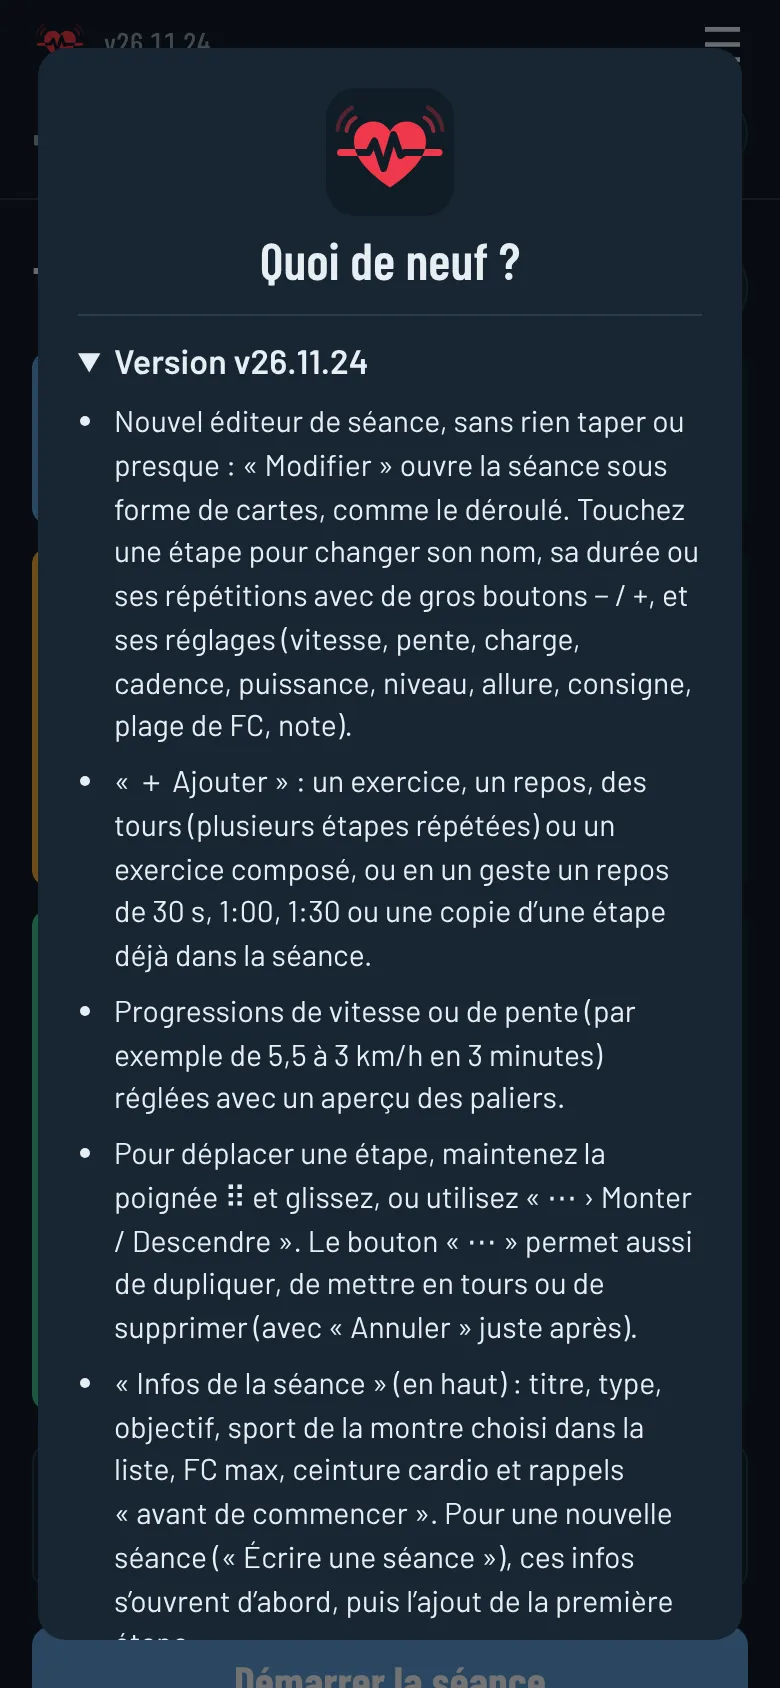 v26.11.24
Quoi de neuf ?
▼ Version v26.11.24
• Nouvel éditeur de séance, sans rien taper ou
presque : « Modifier » ouvre la séance sous
forme de cartes, comme le déroulé. Touchez
une étape pour changer son nom, sa durée ou
ses répétitions avec de gros boutons − / +, et
ses réglages (vitesse, pente, charge,
cadence, puissance, niveau, allure, consigne,
plage de FC, note).
• « + Ajouter » : un exercice, un repos, des
tours (plusieurs étapes répétées) ou un
exercice composé, ou en un geste un repos
de 30 s, 1:00, 1:30 ou une copie d’une étape
déjà dans la séance.
• Progressions de vitesse ou de pente (par
exemple de 5,5 à 3 km/h en 3 minutes)
réglées avec un aperçu des paliers.
• Pour déplacer une étape, maintenez la
poignée ⠿ et glissez, ou utilisez « ⋯ › Monter
/ Descendre ». Le bouton « ⋯ » permet aussi
de dupliquer, de mettre en tours ou de
supprimer (avec « Annuler » juste après).
• « Infos de la séance » (en haut) : titre, type,
objectif, sport de la montre choisi dans la
liste, FC max, ceinture cardio et rappels
« avant de commencer ». Pour une nouvelle
séance (« Écrire une séance »), ces infos
s’ouvrent d’abord, puis l’ajout de la première
étape
Démarrer la séance